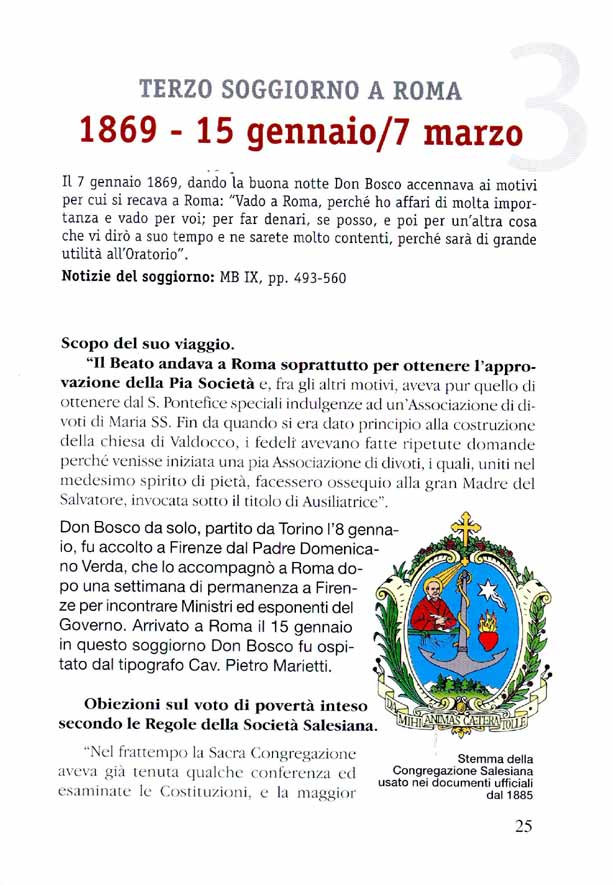 3
TERZO SOGGIORNO A ROMA
1869 - 15 gennaio/7 marzo
Il 7 gennaio 1869, dando la buona notte Don Bosco accennava ai motivi
per cui si recava a Roma: "Vado a Roma, perché ho affari di molta impor-
tanza e vado per voi; per far denari, se posso, e poi per un'altra cosa
che vi dirò a suo tempo e ne sarete molto contenti, perché sarà di grande
utilità all'Oratorio".
Notizie del soggiorno: MB IX, pp. 493-560
Scopo del suo viaggio.
"Il Beato andava a Roma soprattutto per ottenere l'appro-
vazione della Pia Società e, fra gli altri motivi, aveva pur quello di
ottenere dal S. Pontefice speciali indulgenze ad un'Associazione di di-
voti di Maria SS. Fin da quando si era dato principio alla costruzione
della chiesa di Valdocco, i fedeli avevano fatte ripetute domande
perché venisse iniziata una pia Associazione di divoti, i quali, uniti nel
medesimo spirito di pietà, facessero ossequio alla gran Madre del
Salvatore, invocata sotto il titolo di Ausiliatrice".
Don Bosco da solo, partito da Torino l'8 genna-
io, fu accolto a Firenze dal Padre Domenica-
no Verda, che lo accompagnò a Roma do-
po una settimana di permanenza a Firen-
ze per incontrare Ministri ed esponenti del
Governo. Arrivato a Roma il 15 gennaio
in questo soggiorno Don Bosco fu ospi-
tato dal tipografo Cav. Pietro Marietti.
Obiezioni sul voto di povertà inteso
secondo le Regole della Società Salesiana.
"Nel frattempo la Sacra Congregazione
aveva già tenuta qualche conferenza ed
esaminate le Costituzioni, e la maggior
DA MIHI ANIMAS CÆTERA TOLLE
Stemma della
Congregazione Salesiana
usato nei documenti ufficiali
dal 1885
25